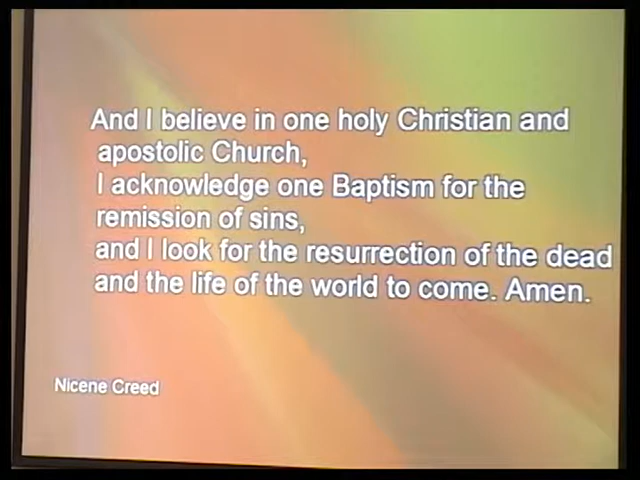 And I believe in one holy Christian and
apostolic Church,
I acknowledge one Baptism for the
remission of sins,
and I look for the resurrection of the dead
and the life of the world to come. Amen.
Nicene Creed